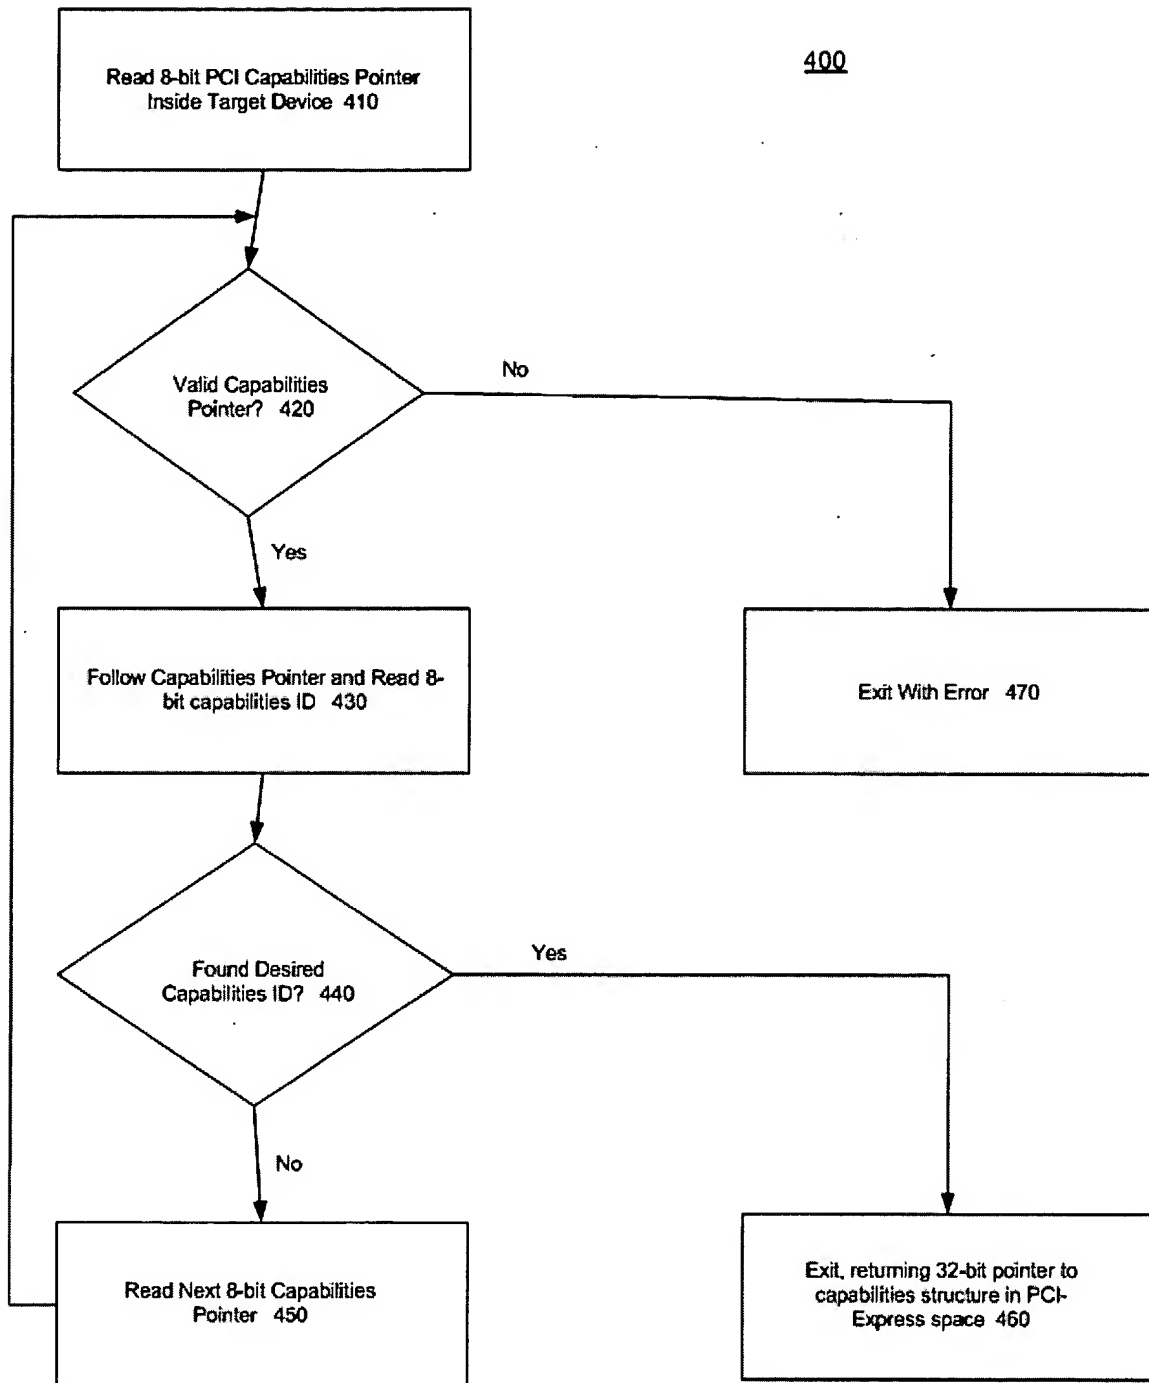 400
Read 8-bit PCI Capabilities Pointer
Inside Target Device 410
Valid Capabilities
Pointer? 420
No
Yes
Follow Capabilities Pointer and Read 8-
bit capabilities ID 430
Exit With Error 470
Found Desired
Capabilities ID? 440
Yes
No
Read Next 8-bit Capabilities
Pointer 450
Exit, returning 32-bit pointer to
capabilities structure in PCI-
Express space 460